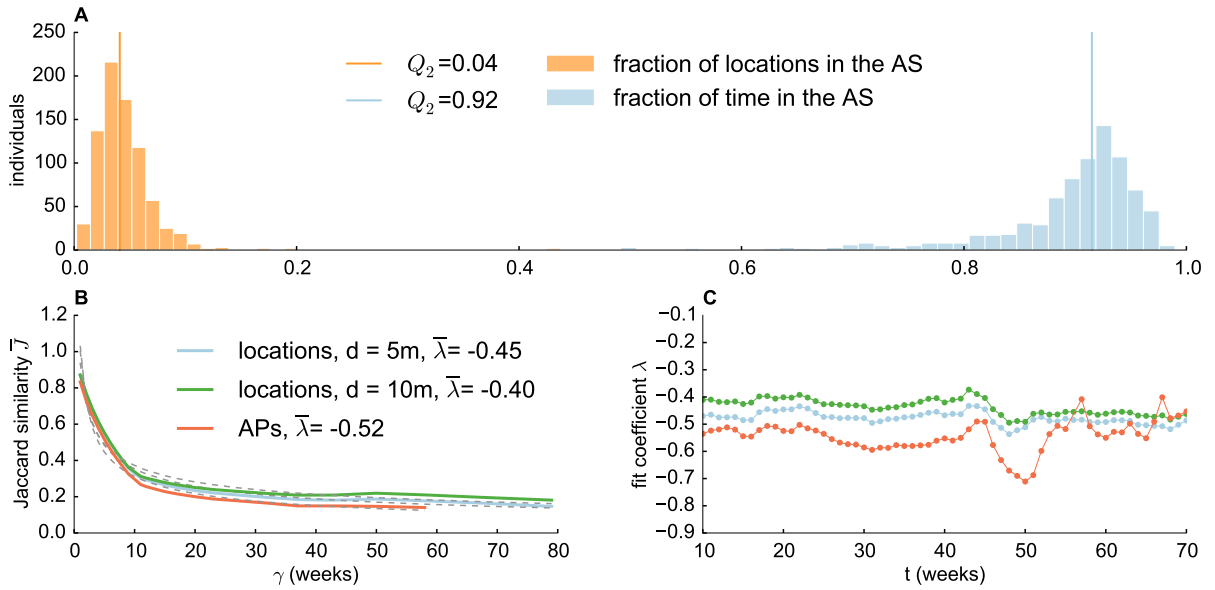 A
250
200
150
100
50
0
individuals
Q2=0.04
fraction of locations in the AS
Q2=0.92
fraction of time in the AS
0.0 0.2 0.4 0.6 0.8 1.0
B
1.2
1.0
0.8
0.6
0.4
0.2
0.0
Jaccard similarity J̅
locations, d = 5m, λ̅= -0.45
locations, d = 10m, λ̅= -0.40
APs, λ̅= -0.52
0 10 20 30 40 50 60 70 80
γ (weeks)
C
−0.1
−0.2
−0.3
−0.4
−0.5
−0.6
−0.7
−0.8
−0.9
fit coefficient λ
10 20 30 40 50 60 70
t (weeks)